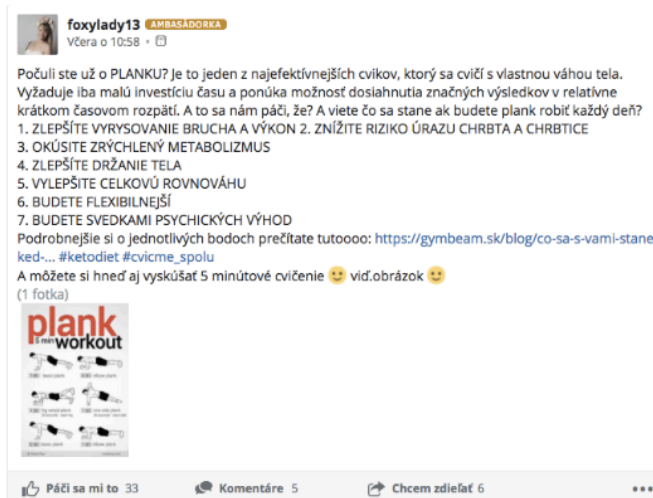 foxylady13 AMBASÁDORKA
Včera o 10:58 •
Počuli ste už o PLANKU? Je to jeden z najefektívnejších cvikov, ktorý sa cvičí s vlastnou váhou tela.
Vyžaduje iba malú investíciu času a ponúka možnosť dosiahnutia značných výsledkov v relatívne
krátkom časovom rozpätí. A to sa nám páči, že? A viete čo sa stane ak budete plank robiť každý deň?
1. ZLEPŠÍTE VYRYSOVANIE BRUCHA A VÝKON 2. ZNÍŽITE RIZIKO ÚRAZU CHRBTA A CHRBTICE
3. OKÚSITE ZRÝCHLENÝ METABOLIZMUS
4. ZLEPŠÍTE DRŽANIE TELA
5. VYLEPŠITE CELKOVÚ ROVNOVÁHU
6. BUDETE FLEXIBILNEJŠÍ
7. BUDETE SVEDKAMI PSYCHICKÝCH VÝHOD
Podrobnejšie si o jednotlivých bodoch prečítate tutoooo: https://gymbeam.sk/blog/co-sa-s-vami-stane
ked-... #ketodiet #cvicme_spolu
A môžete si hneď aj vyskúšať 5 minútové cvičenie 🙂 viď.obrázok 🙂
(1 fotka)
plank
5 min workout
Páči sa mi to 33 Komentáre 5 Chcem zdieľať 6